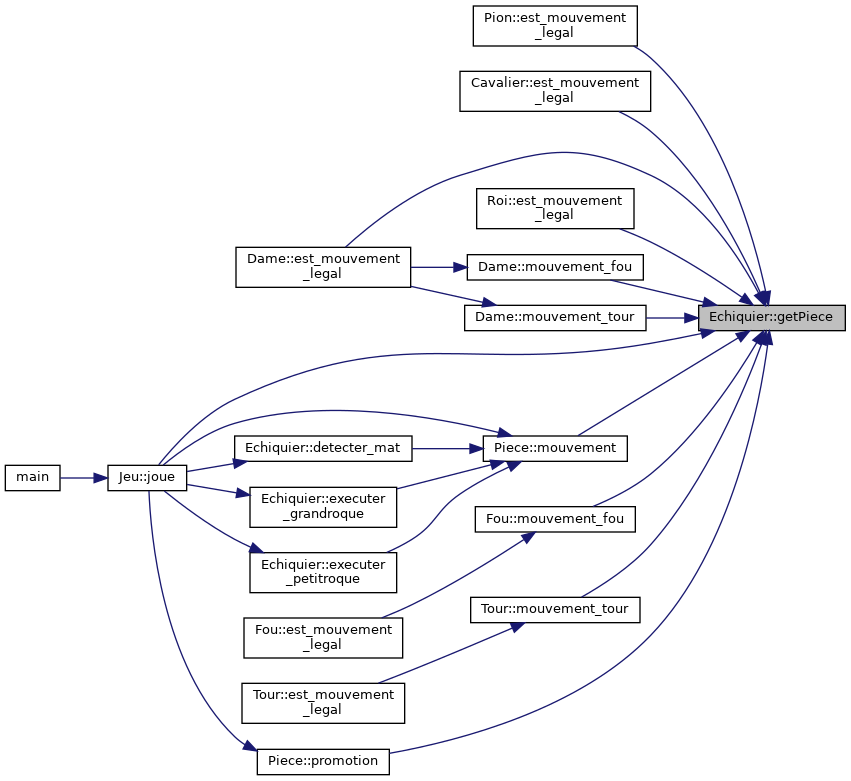 Pion::est_mouvement
_legal
Cavalier::est_mouvement
_legal
Roi::est_mouvement
_legal
Dame::est_mouvement
_legal
Dame::mouvement_fou
Dame::mouvement_tour
Echiquier::getPiece
Echiquier::detecter_mat
Piece::mouvement
main
Jeu::joue
Echiquier::executer
_grandroque
Fou::mouvement_fou
Echiquier::executer
_petitroque
Tour::mouvement_tour
Fou::est_mouvement
_legal
Tour::est_mouvement
_legal
Piece::promotion